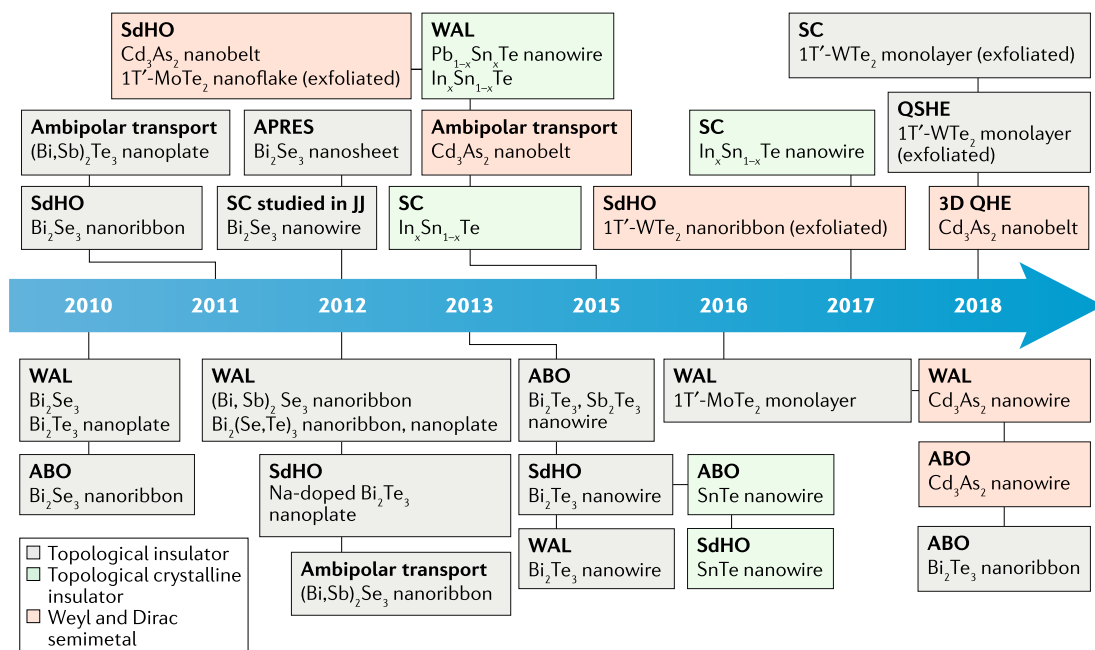 SdHO
Cd₃As₂ nanobelt
1T′-MoTe₂ nanoflake (exfoliated)
WAL
Pb₁₋ₓSnₓTe nanowire
InₓSn₁₋ₓTe
SC
1T′-WTe₂ monolayer (exfoliated)
Ambipolar transport
(Bi,Sb)₂Te₃ nanoplate
APRES
Bi₂Se₃ nanosheet
Ambipolar transport
Cd₃As₂ nanobelt
SC
InₓSn₁₋ₓTe nanowire
QSHE
1T′-WTe₂ monolayer
(exfoliated)
SdHO
Bi₂Se₃ nanoribbon
SC studied in JJ
Bi₂Se₃ nanowire
SC
InₓSn₁₋ₓTe
SdHO
1T′-WTe₂ nanoribbon (exfoliated)
3D QHE
Cd₃As₂ nanobelt
2010 2011 2012 2013 2015 2016 2017 2018
WAL
Bi₂Se₃
Bi₂Te₃ nanoplate
WAL
(Bi, Sb)₂ Se₃ nanoribbon
Bi₂(Se,Te)₃ nanoribbon, nanoplate
ABO
Bi₂Te₃, Sb₂Te₃
nanowire
WAL
1T′-MoTe₂ monolayer
WAL
Cd₃As₂ nanowire
ABO
Bi₂Se₃ nanoribbon
SdHO
Na-doped Bi₂Te₃
nanoplate
SdHO
Bi₂Te₃ nanowire
ABO
SnTe nanowire
ABO
Cd₃As₂ nanowire
Ambipolar transport
(Bi,Sb)₂Se₃ nanoribbon
WAL
Bi₂Te₃ nanowire
SdHO
SnTe nanowire
ABO
Bi₂Te₃ nanoribbon
Topological insulator
Topological crystalline
insulator
Weyl and Dirac
semimetal